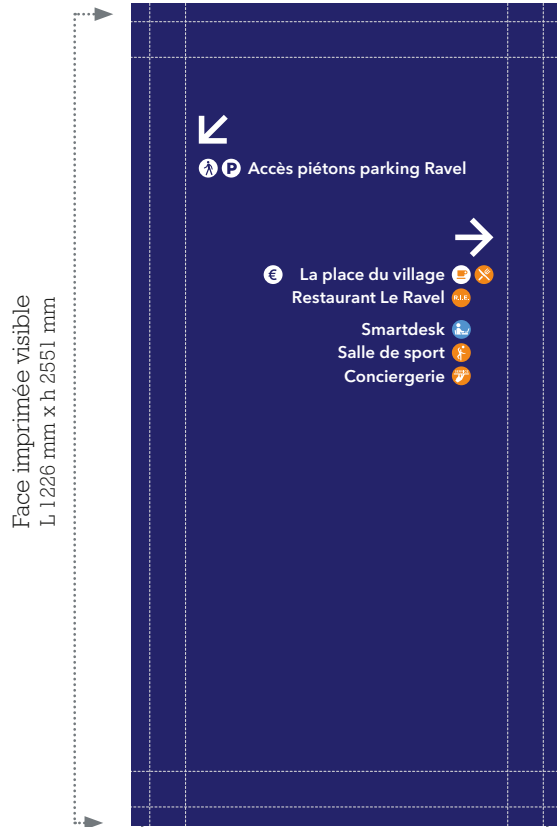 Face imprimée visible
L 1226 mm x h 2551 mm
P Accès piétons parking Ravel
€ La place du village
Restaurant Le Ravel R.I.E.
Smartdesk
Salle de sport
Conciergerie